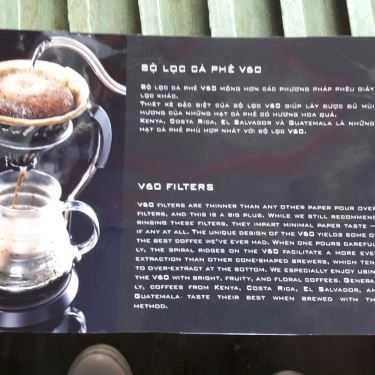 BỘ LỌC CÀ PHÊ V60
BỘ LỌC CÀ PHÊ V60 MỎNG HƠN CÁC PHƯƠNG PHÁP PHỄU GIẤY
LỌC KHÁC.
THIẾT KẾ ĐẶC BIỆT CỦA BỘ LỌC V60 GIÚP LẤY ĐƯỢC ĐỦ MÙI
HƯƠNG CỦA NHỮNG HẠT CÀ PHÊ CÓ HƯƠNG HOA QUẢ.
KENYA, COSTA RICA, EL SALVADOR VÀ GUATEMALA LÀ NHỮNG
HẠT CÀ PHÊ PHÙ HỢP NHẤT VỚI BỘ LỌC V60.
V60 FILTERS
V60 FILTERS ARE THINNER THAN ANY OTHER PAPER POUR OVER
FILTERS, AND THIS IS A BIG PLUS. WHILE WE STILL RECOMMEND
RINSING THESE FILTERS, THEY IMPART MINIMAL PAPER TASTE –
IF ANY AT ALL. THE UNIQUE DESIGN OF THE V60 YIELDS SOME OF
THE BEST COFFEE WE'VE EVER HAD. WHEN ONE POURS CAREFUL
LY, THE SPIRAL RIDGES ON THE V60 FACILITATE A MORE EVEN
EXTRACTION THAN OTHER CONE-SHAPED BREWERS, WHICH TEN
TO OVER-EXTRACT AT THE BOTTOM. WE ESPECIALLY ENJOY USING
THE V60 WITH BRIGHT, FRUITY, AND FLORAL COFFEES. GENERAL
LY, COFFEES FROM KENYA, COSTA RICA, EL SALVADOR, AND
GUATEMALA TASTE THEIR BEST WHEN BREWED WITH THE
METHOD.